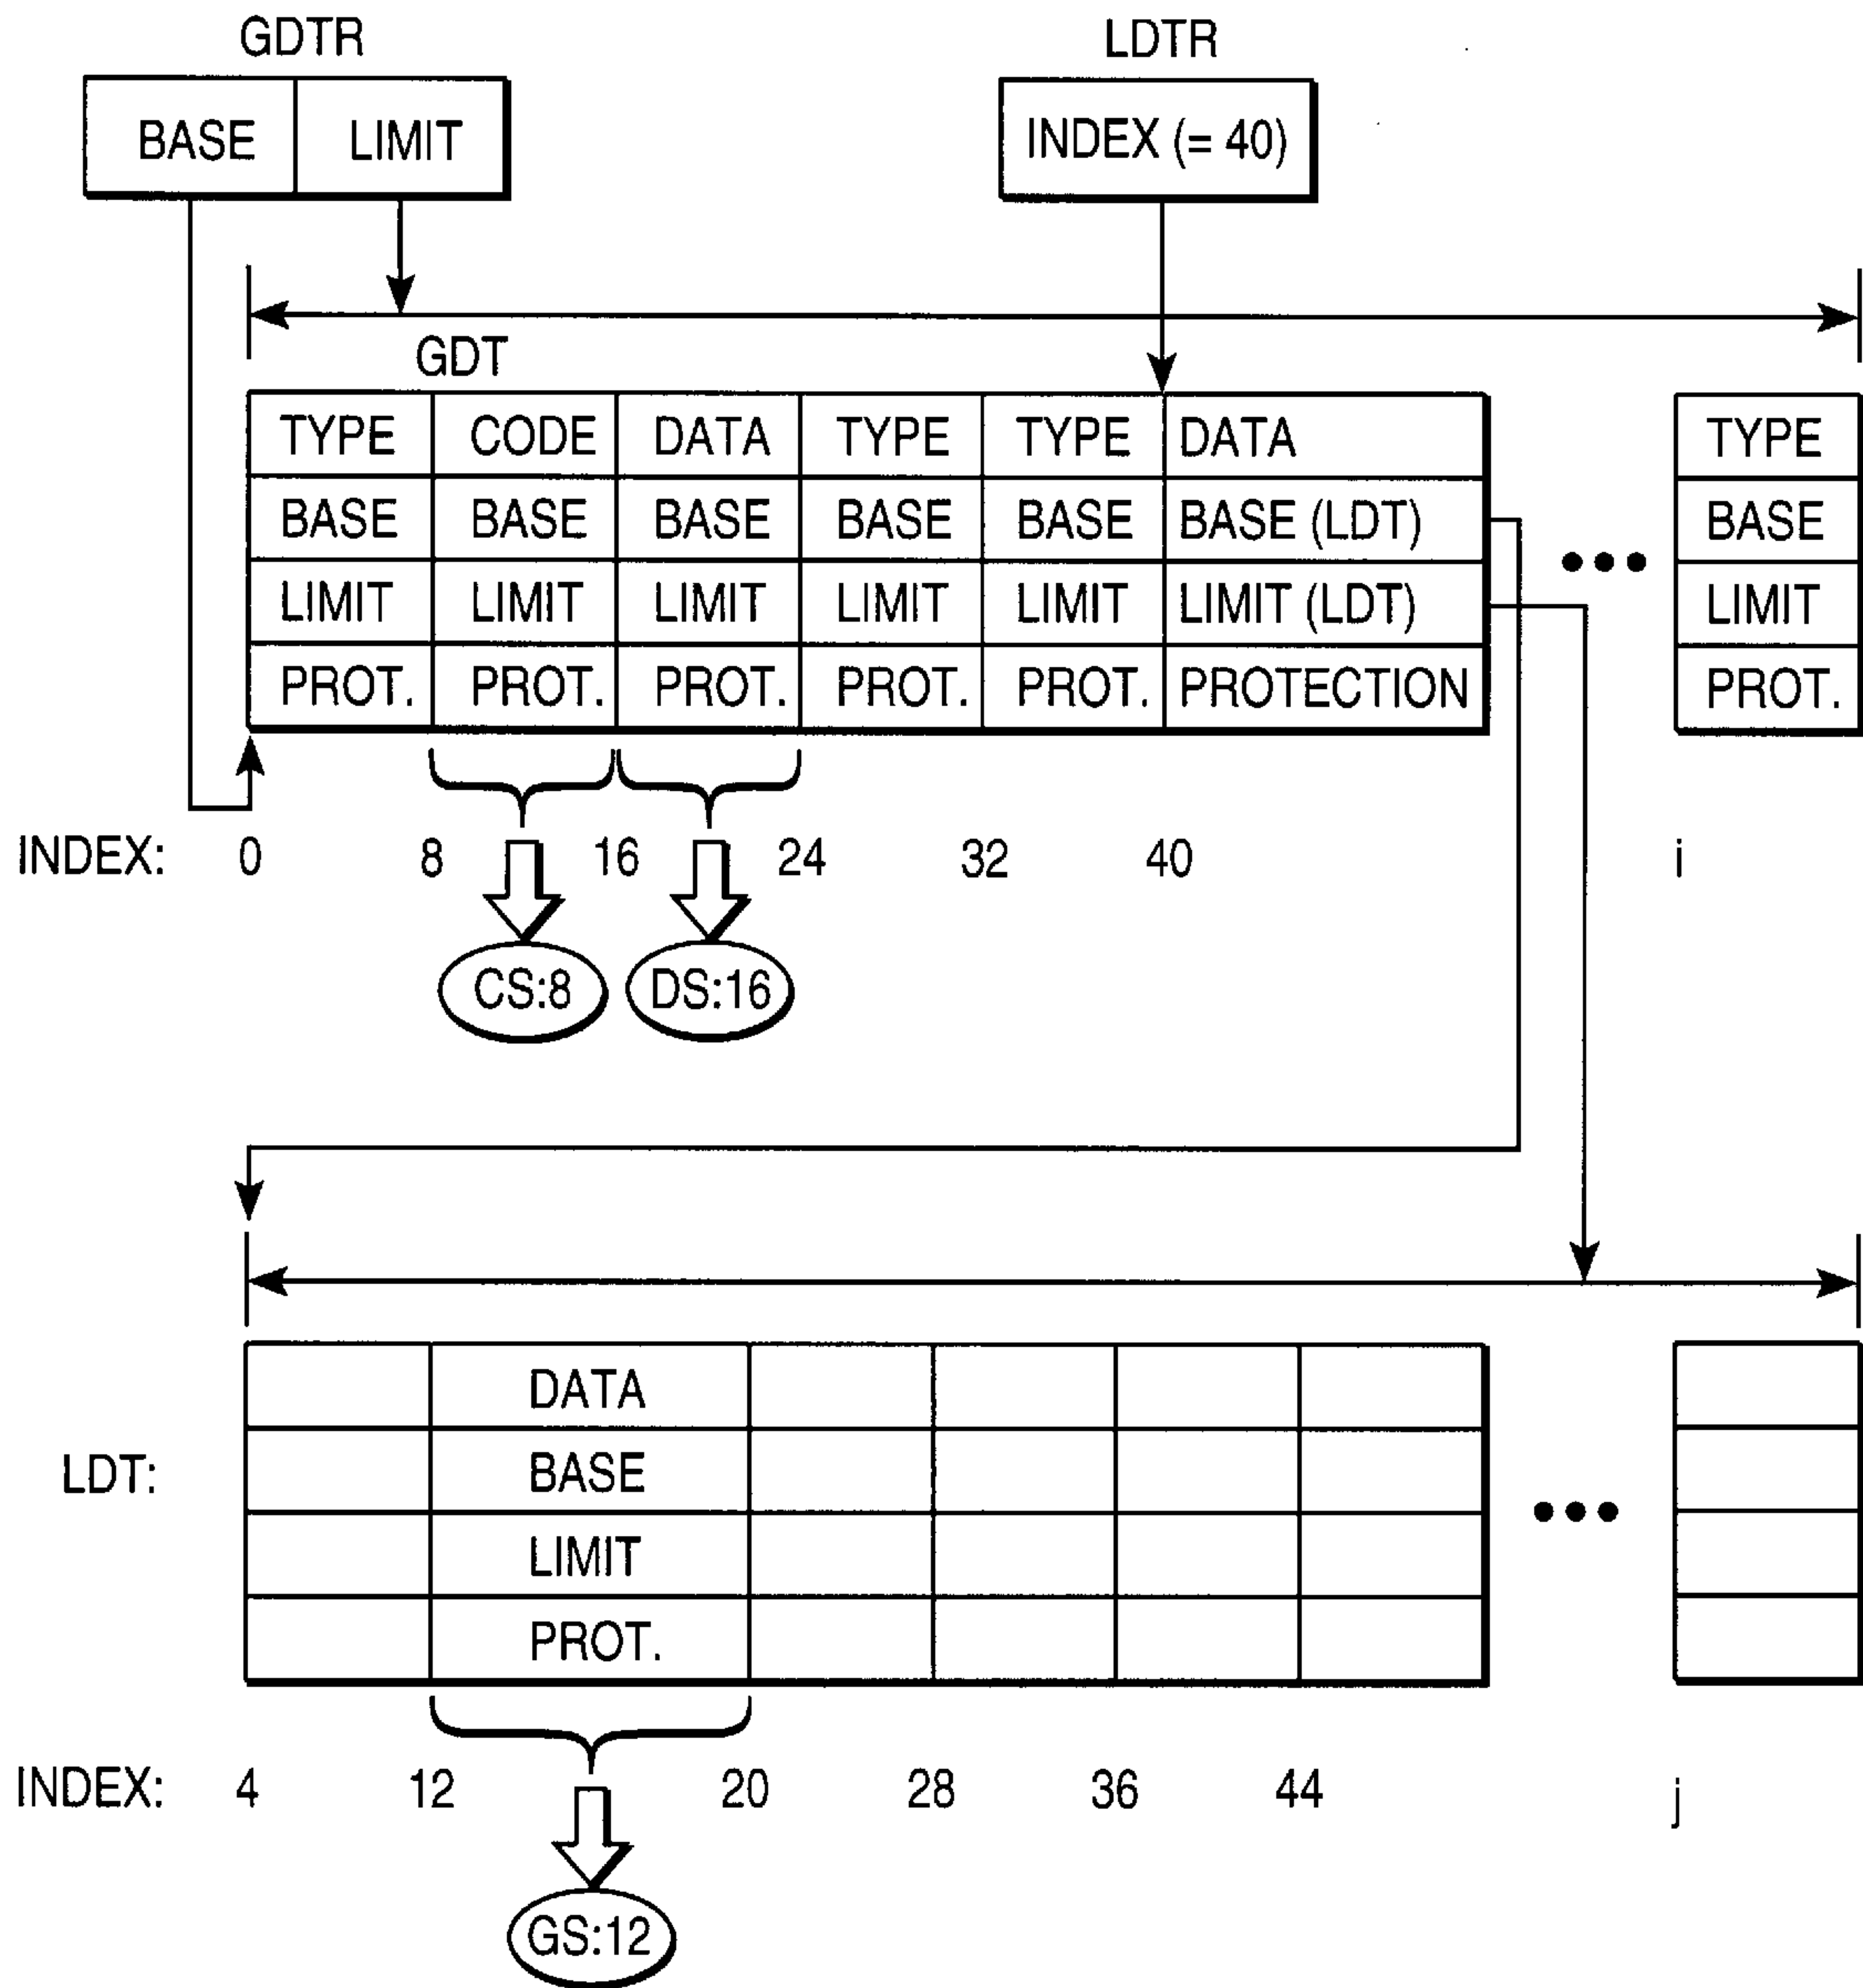 GDTR LDTR
BASE LIMIT INDEX (= 40)
GDT
TYPE CODE DATA TYPE TYPE DATA TYPE
BASE BASE BASE BASE BASE BASE (LDT) BASE
LIMIT LIMIT LIMIT LIMIT LIMIT LIMIT (LDT) LIMIT
PROT. PROT. PROT. PROT. PROT. PROTECTION PROT.
INDEX: 0 8 16 24 32 40 i
CS:8 DS:16
DATA
LDT: BASE
LIMIT
PROT.
INDEX: 4 12 20 28 36 44 j
GS:12